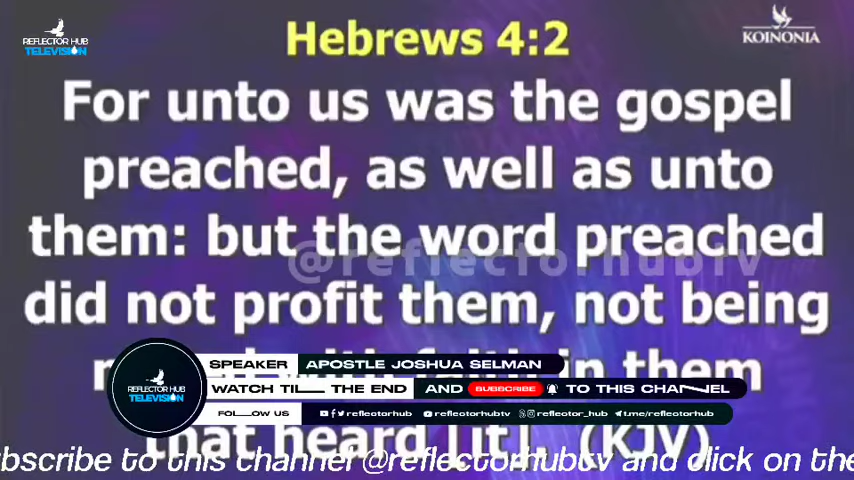 REFLECTOR HUB
TELEVISION
KOINONIA
Hebrews 4:2
For unto us was the gospel
preached, as well as unto
them: but the word preached
@reflectorhubtv
did not profit them, not being
in them
SPEAKER APOSTLE JOSHUA SELMAN
REFLECTOR HUB
TELEVISION
WATCH TILL THE END AND SUBSCRIBE TO THIS CHANNEL
FOLLOW US reflectorhub reflectorhubtv reflector_hub t.me/reflectorhub
that heard [it]. (KJV)
bscribe to this channel @reflectorhubtv and click on the